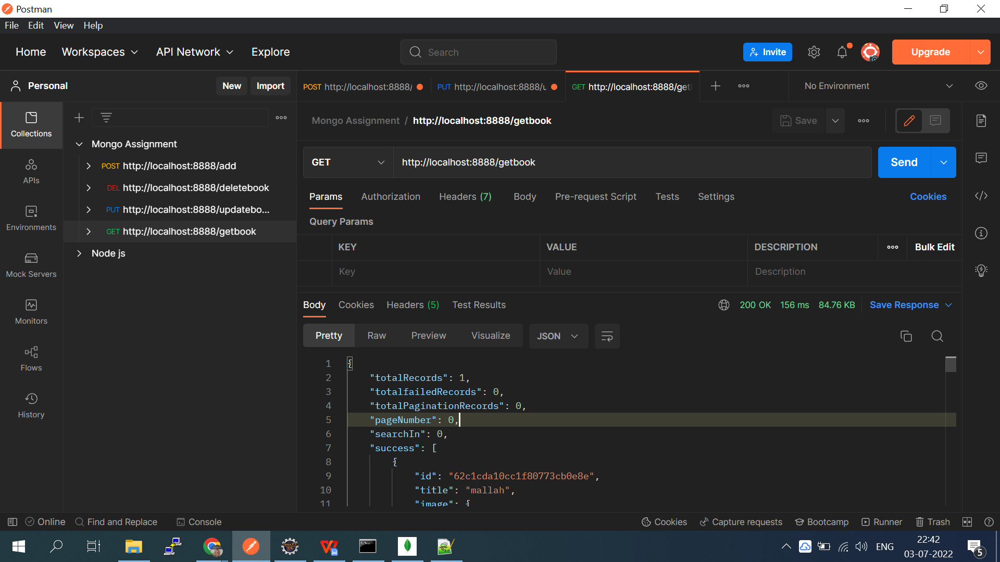 Postman
File Edit View Help
Home Workspaces API Network Explore Search Invite Upgrade
Personal New Import
POST http://localhost:8888/ PUT http://localhost:8888/u GET http://localhost:8888/get No Environment
Mongo Assignment / http://localhost:8888/getbook Save
Collections
APIs
Environments
Mock Servers
Monitors
Flows
History
Mongo Assignment
POST http://localhost:8888/add
DEL http://localhost:8888/deletebook
PUT http://localhost:8888/updatebo...
GET http://localhost:8888/getbook
Node js
GET http://localhost:8888/getbook Send
Params Authorization Headers (7) Body Pre-request Script Tests Settings Cookies
Query Params
KEY VALUE DESCRIPTION Bulk Edit
Key Value Description
Body Cookies Headers (5) Test Results 200 OK 156 ms 84.76 KB Save Response
Pretty Raw Preview Visualize JSON
1 {
2 "totalRecords": 1,
3 "totalfailedRecords": 0,
4 "totalPaginationRecords": 0,
5 "pageNumber": 0,
6 "searchIn": 0,
7 "success": [
8 {
9 "id": "62c1cda10cc1f80773cb0e8e",
10 "title": "mallah",
11 "image": {
Online Find and Replace Console Cookies Capture requests Bootcamp Runner Trash
Java EE
IDE
ENG 22:42
03-07-2022 5